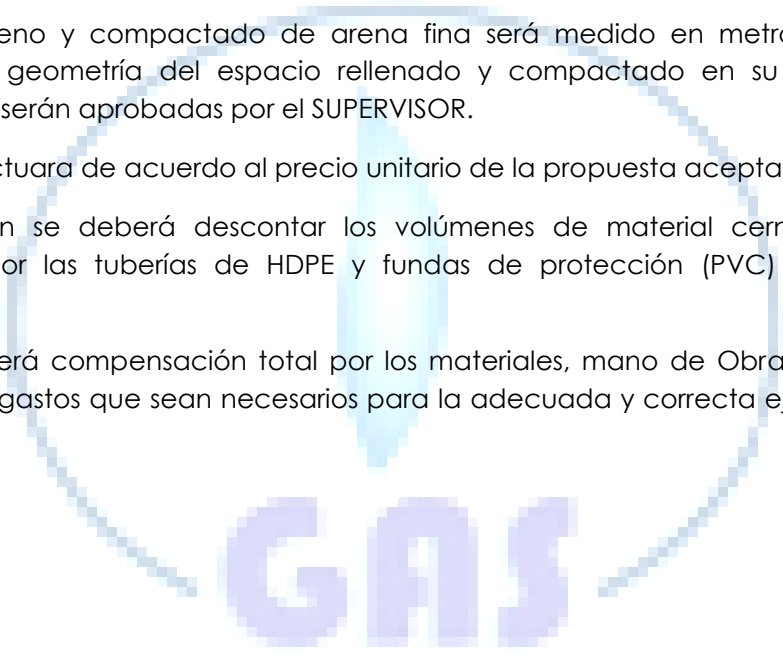 eno y compactado de arena fina será medido en metro
geometría del espacio rellenado y compactado en su
serán aprobadas por el SUPERVISOR.
ctuara de acuerdo al precio unitario de la propuesta acepta
n se deberá descontar los volúmenes de material cern
or las tuberías de HDPE y fundas de protección (PVC)
erá compensación total por los materiales, mano de Obra
gastos que sean necesarios para la adecuada y correcta ej
GAS